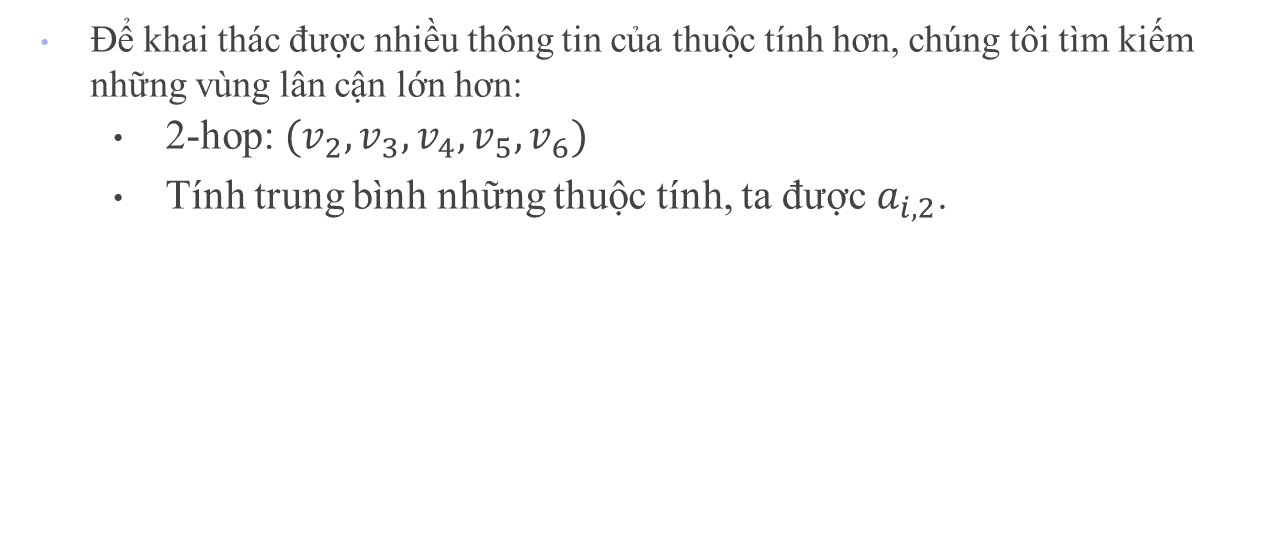 • Để khai thác được nhiều thông tin của thuộc tính hơn, chúng tôi tìm kiếm
những vùng lân cận lớn hơn:
• 2-hop: (𝑣₂, 𝑣₃, 𝑣₄, 𝑣₅, 𝑣₆)
• Tính trung bình những thuộc tính, ta được 𝑎ᵢ,₂.